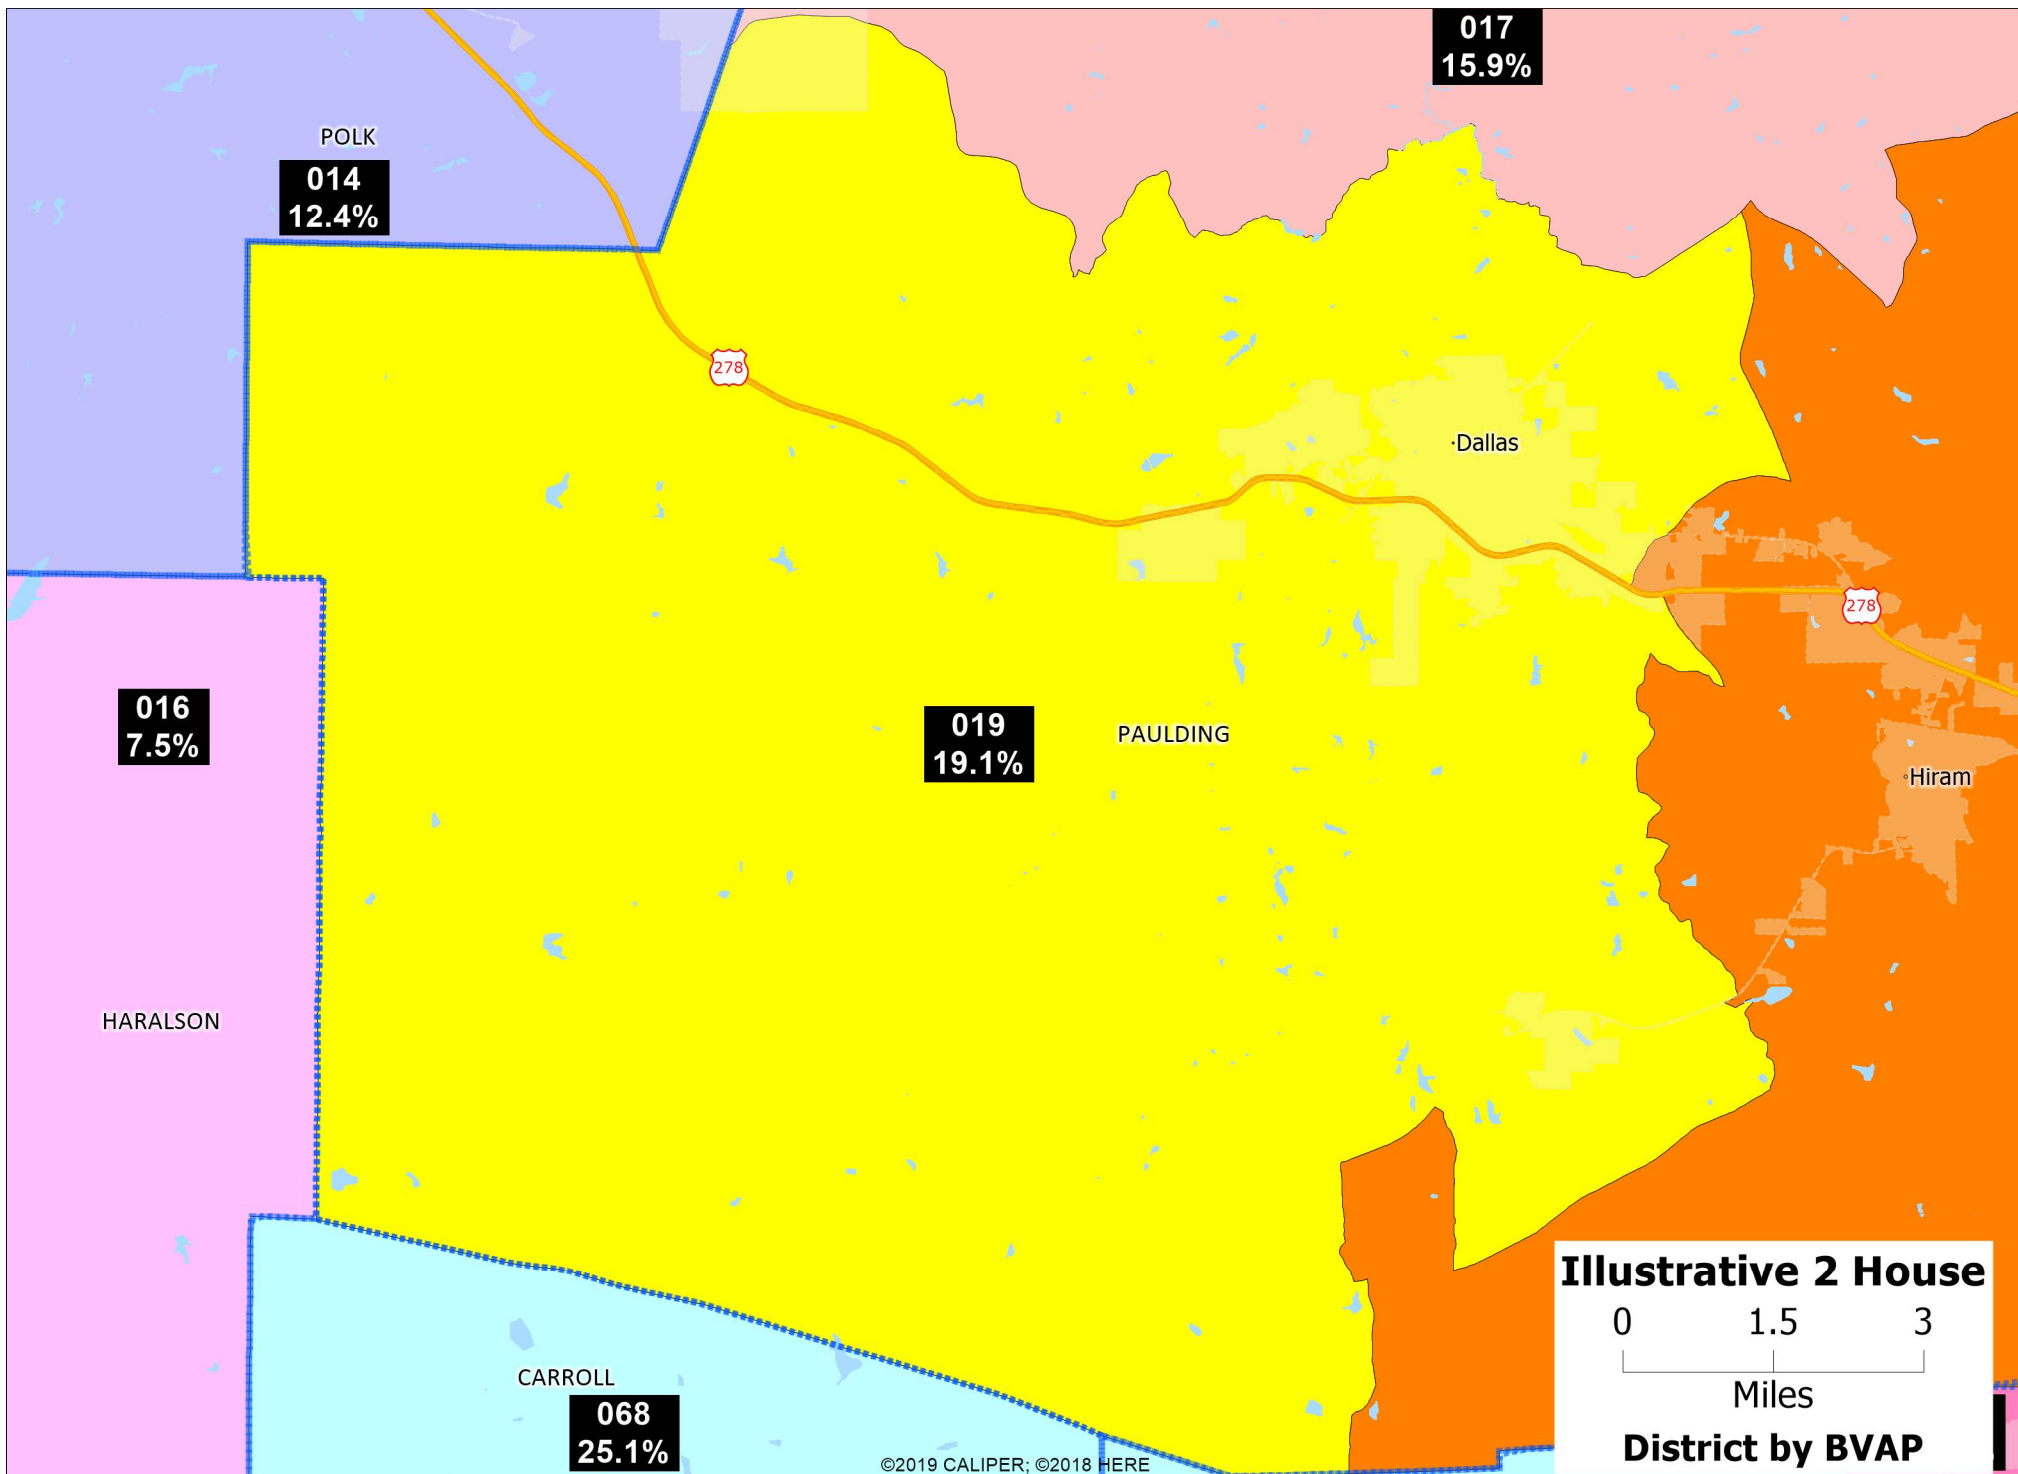 017
15.9%
POLK
014
12.4%
278
Dallas
278
016
7.5%
019
19.1%
PAULDING
Hiram
HARALSON
Illustrative 2 House
0 1.5 3
Miles
District by BVAP
CARROLL
068
25.1%
©2019 CALIPER; ©2018 HERE